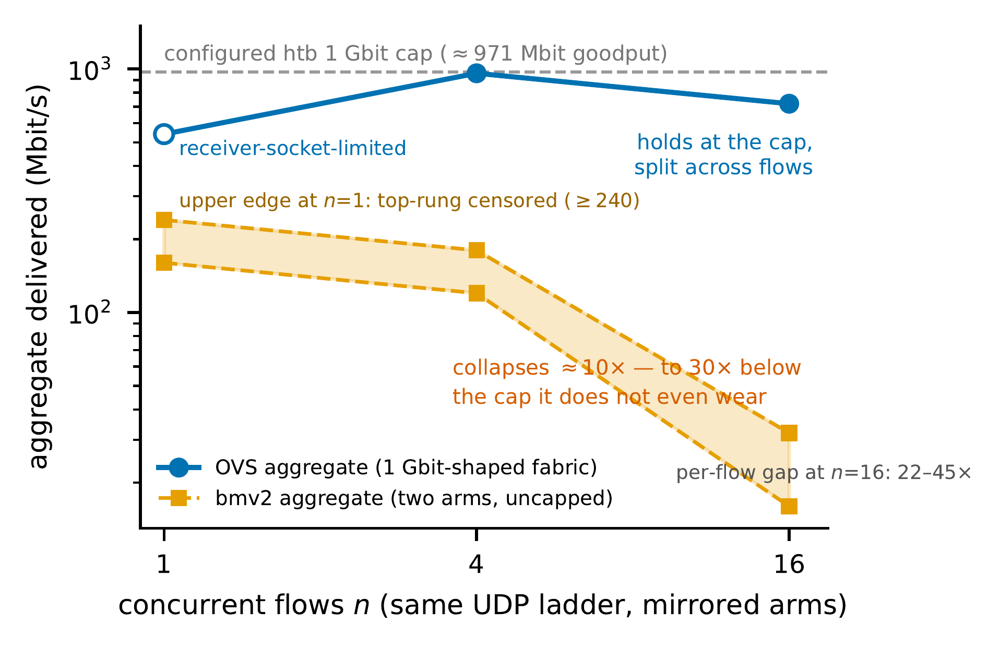 configured htb 1 Gbit cap (≈971 Mbit goodput)
10³
receiver-socket-limited
holds at the cap,
split across flows
upper edge at n=1: top-rung censored (≥240)
10²
aggregate delivered (Mbit/s)
collapses ≈10× — to 30× below
the cap it does not even wear
OVS aggregate (1 Gbit-shaped fabric)
per-flow gap at n=16: 22–45×
bmv2 aggregate (two arms, uncapped)
1
4
16
concurrent flows n (same UDP ladder, mirrored arms)